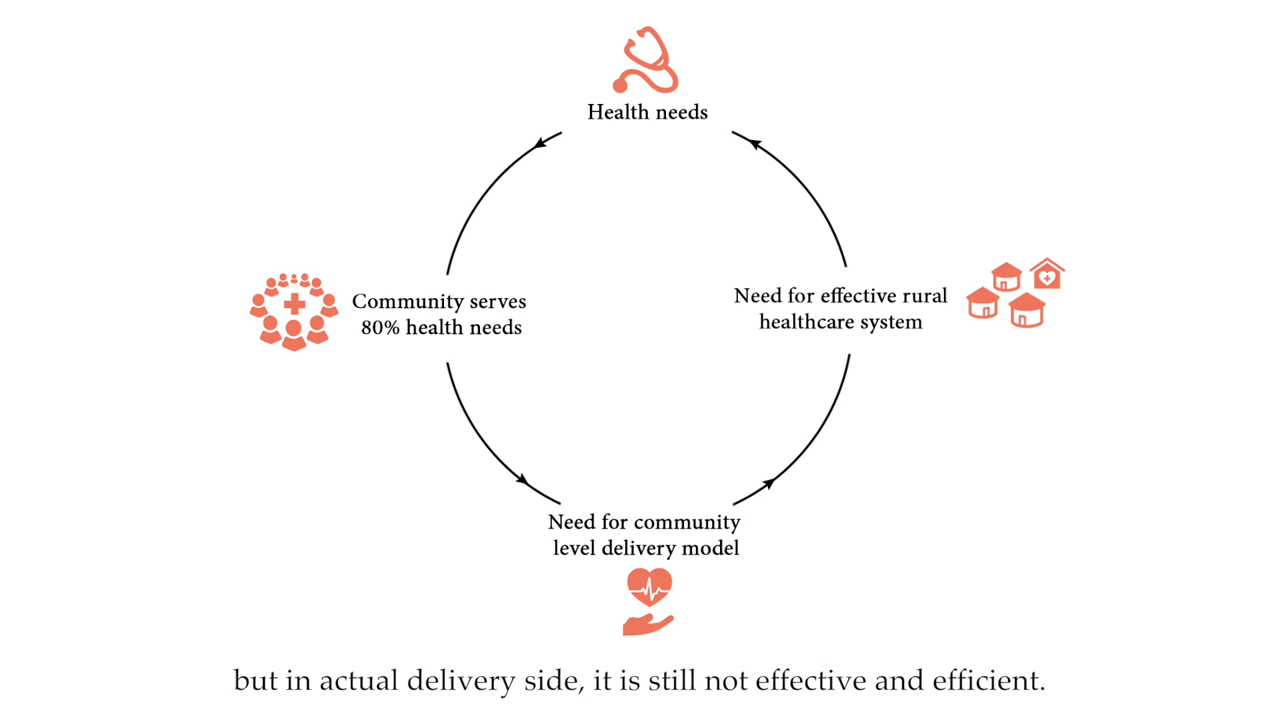 Health needs
Community serves
80% health needs
Need for effective rural
healthcare system
Need for community
level delivery model
but in actual delivery side, it is still not effective and efficient.